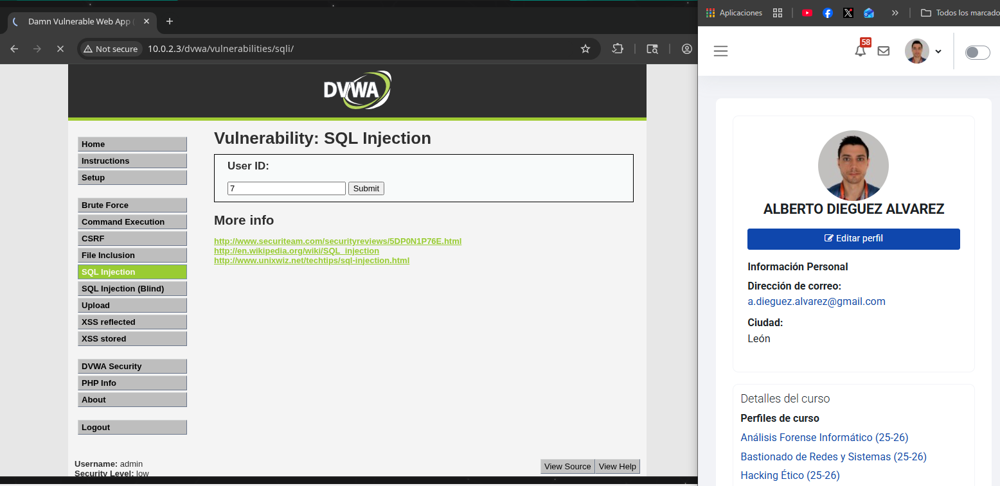 Damn Vulnerable Web App (
Not secure
10.0.2.3/dvwa/vulnerabilities/sqli/
DVWA
Home
Instructions
Setup
Brute Force
Command Execution
CSRF
File Inclusion
SQL Injection
SQL Injection (Blind)
Upload
XSS reflected
XSS stored
DVWA Security
PHP Info
About
Logout
Vulnerability: SQL Injection
User ID:
7
Submit
More info
http://www.securiteam.com/securityreviews/5DP0N1P76E.html
http://en.wikipedia.org/wiki/SQL_injection
http://www.unixwiz.net/techtips/sql-injection.html
Username: admin
Security Level: low
View Source
View Help
Aplicaciones
Todos los marcado
58
ALBERTO DIEGUEZ ALVAREZ
Editar perfil
Información Personal
Dirección de correo:
a.dieguez.alvarez@gmail.com
Ciudad:
León
Detalles del curso
Perfiles de curso
Análisis Forense Informático (25-26)
Bastionado de Redes y Sistemas (25-26)
Hacking Ético (25-26)